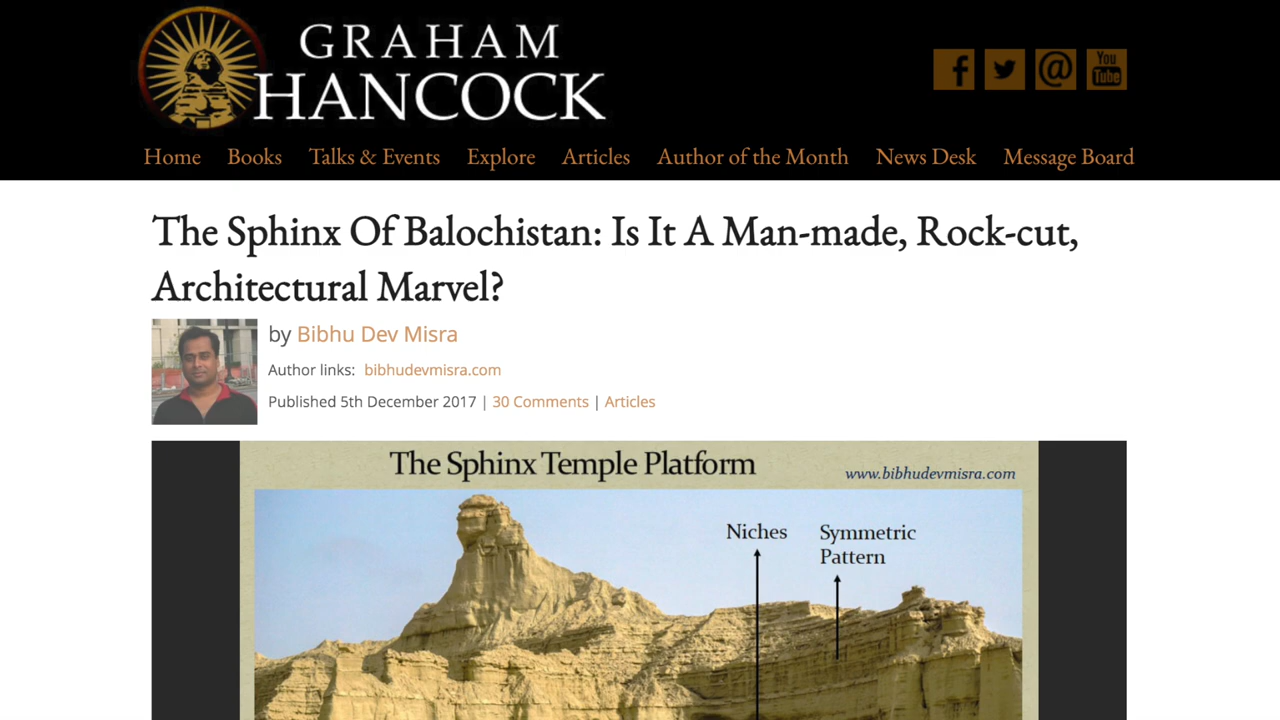 GRAHAM
HANCOCK
You
Tube
Home Books Talks & Events Explore Articles Author of the Month News Desk Message Board
The Sphinx Of Balochistan: Is It A Man-made, Rock-cut,
Architectural Marvel?
by Bibhu Dev Misra
Author links: bibhudevmisra.com
Published 5th December 2017 | 30 Comments | Articles
The Sphinx Temple Platform
www.bibhudevmisra.com
Niches
Symmetric
Pattern